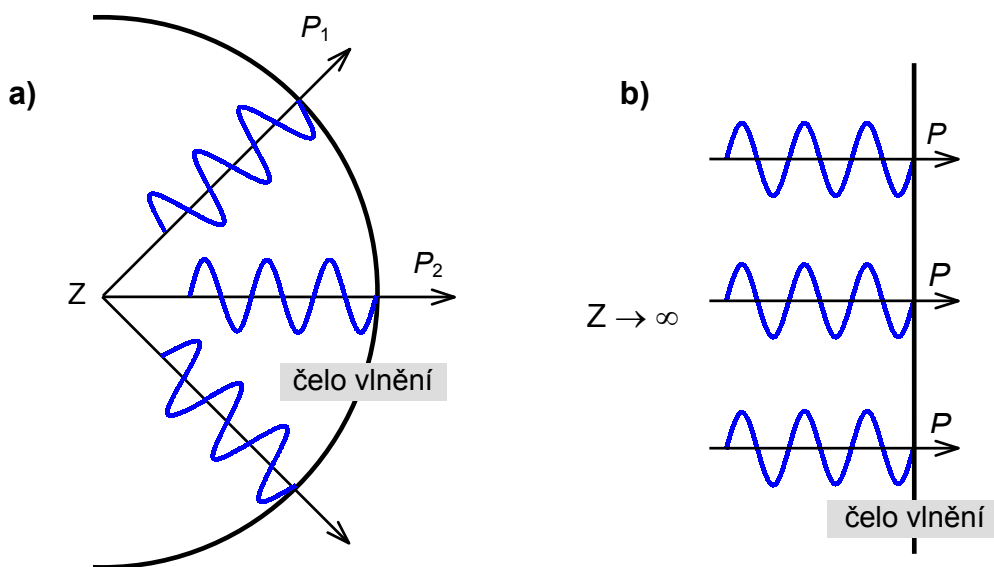 a)
P1
Z
P2
čelo vlnění
b)
P
Z → ∞
P
P
čelo vlnění